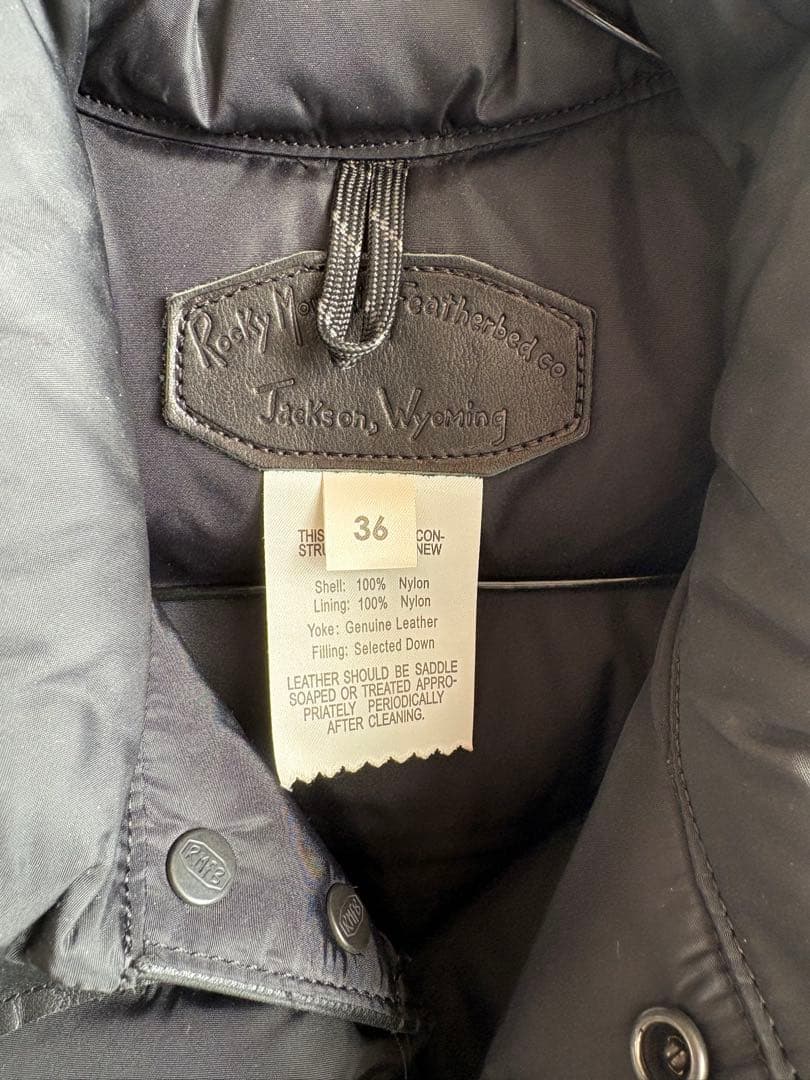 Rocky Mo Featherbed co
Jackson, Wyoming
36
THIS CON-
STRU NEW
Shell: 100% Nylon
Lining: 100% Nylon
Yoke: Genuine Leather
Filling: Selected Down
LEATHER SHOULD BE SADDLE
SOAPED OR TREATED APPRO-
PRIATELY PERIODICALLY
AFTER CLEANING.
RMFB
RMFB